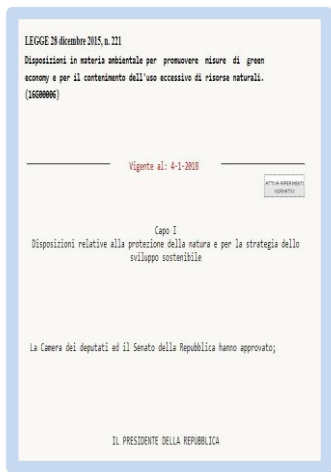 LEGGE 28 dicembre 2015, n. 221
Disposizioni in materia ambientale per promuovere misure di green
economy e per il contenimento dell'uso eccessivo di risorse naturali.
(16G00006)
Vigente al: 4-1-2018
ATTIVA RIFERIMENTI
NORMATIVI
Capo I
Disposizioni relative alla protezione della natura e per la strategia dello
sviluppo sostenibile
La Camera dei deputati ed il Senato della Repubblica hanno approvato;
IL PRESIDENTE DELLA REPUBBLICA